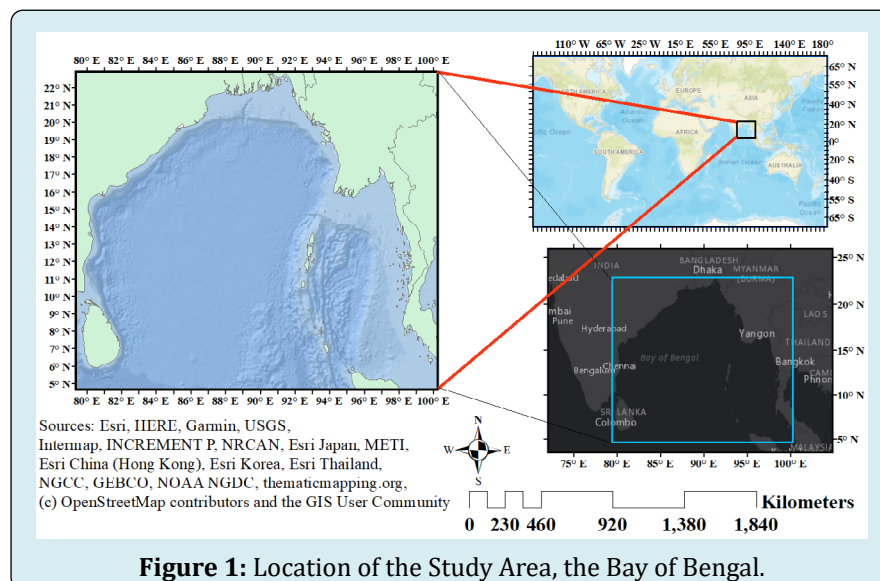 80° E 82° E 84° E 86° E 88° E 90° E 92° E 94° E 96° E 98° E 100° E
22° N
21° N
20° N
19° N
18° N
17° N
16° N
15° N
14° N
13° N
12° N
11° N
10° N
9° N
8° N
7° N
6° N
5° N
80° E 82° E 84° E 86° E 88° E 90° E 92° E 94° E 96° E 98° E 100° E
110° W 65° W 25° W 15° E 55° E 95° E 140° E 180°
65° N
55° N
40° N
20° N
0°
20° S
40° S
55° S
65° S
EUROPE
ASIA
AFRICA
SOUTH AMERICA
AUSTRALIA
Indian Ocean
Pacific
Ocean
INDIA
BANGLADESH
Dhaka
MYANMAR
(BURMA)
edabad
mbai
Pune
Hyderabad
LAOS
Yangon
THAILAND
Bay of Bengal
Chennai
Bengalu
Bangkok
Phnon
SRI LANKA
Colombo
MALAYSIA
25° N
20° N
15° N
10° N
5° N
75° E 80° E 85° E 90° E 95° E 100° E
Sources: Esri, HERE, Garmin, USGS,
Intermap, INCREMENT P, NRCAN, Esri Japan, METI,
Esri China (Hong Kong), Esri Korea, Esri Thailand,
NGCC, GEBCO, NOAA NGDC, thematicmapping.org,
(c) OpenStreetMap contributors and the GIS User Community
N
W E
S
Kilometers
0 230 460 920 1,380 1,840
Figure 1: Location of the Study Area, the Bay of Bengal.